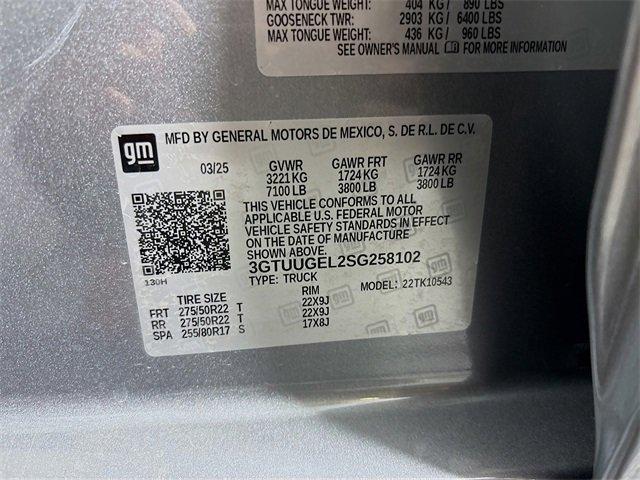 MAX TONGUE WEIGHT: 404 KG/ 890 LBS
GOOSENECK TWR: 2903 KG/ 6400 LBS
MAX TONGUE WEIGHT: 436 KG/ 960 LBS
SEE OWNER'S MANUAL FOR MORE INFORMATION
gm
MFD BY GENERAL MOTORS DE MEXICO, S. DE R.L. DE C.V.
03/25 GVWR GAWR FRT GAWR RR
3221 KG 1724 KG 1724 KG
7100 LB 3800 LB 3800 LB
THIS VEHICLE CONFORMS TO ALL
APPLICABLE U.S. FEDERAL MOTOR
VEHICLE SAFETY STANDARDS IN EFFECT
ON THE DATE OF MANUFACTURE
SHOWN ABOVE.
3GTUUGEL2SG258102
130H
TYPE: TRUCK MODEL: 22TK10543
TIRE SIZE RIM
FRT 275/50R22 T 22X9J
RR 275/50R22 T 22X9J
SPA 255/80R17 S 17X8J